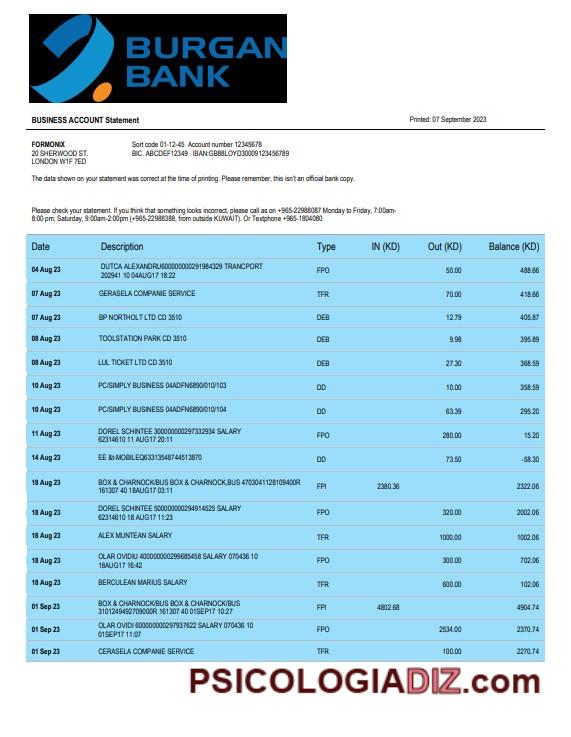 BURGAN
BANK
BUSINESS ACCOUNT Statement
Printed: 07 September 2023
FORMONIX
Sort code 01-12-45 Account number 12345678
20 SHERWOOD ST.
BIC. ABCDEF12349 IBAN:GB88LOYD30009123456789
LONDON W1F 7ED
The data shown on your statement was correct at the time of printing. Please remember, this isn't an official bank copy.
Please check your statement. If you think that something looks incorrect, please call as on +965-22988087 Monday to Friday, 7:00am-
8:00 pm; Saturday, 9:00am-2:00pm (+965-22988388, from outside KUWAIT). Or Textphone +965-1804080
Date Description Type IN (KD) Out (KD) Balance (KD)
04 Aug 23 DUTCA ALEXANDRU6000000000291984329 TRANCPORT FPO 50.00 488.66
202941 10 04AUG17 18:22
07 Aug 23 GERASELA COMPANIE SERVICE TFR 70.00 418.66
07 Aug 23 BP NORTHOLT LTD CD 3510 DEB 12.79 405.87
08 Aug 23 TOOLSTATION PARK CD 3510 DEB 9.98 395.89
08 Aug 23 LUL TICKET LTD CD 3510 DEB 27.30 368.59
10 Aug 23 PC/SIMPLY BUSINESS 04ADFN6890/010/103 DD 10.00 358.59
10 Aug 23 PC/SIMPLY BUSINESS 04ADFN6890/010/104 DD 63.39 295.20
11 Aug 23 DOREL SCHINTEE 300000000297332934 SALARY FPO 280.00 15.20
62314610 11 AUG17 20:11
14 Aug 23 EE &t-MOBILEQ63313548744513870 DD 73.50 -58.30
18 Aug 23 BOX & CHARNOCK/BUS BOX & CHARNOCK,BUS 4703041128109400R FPI 2380.36 2322.06
161307 40 18AUG17 03:11
18 Aug 23 DOREL SCHINTEE 500000000294914525 SALARY FPO 320.00 2002.06
62314618 10 18 AUG17 11:23
18 Aug 23 ALEX MUNTEAN SALARY TFR 1000.00 1002.06
18 Aug 23 OLAR OVIDIU 400000000299685458 SALARY 070436 10 FPO 300.00 702.06
18AUG17 16:42
18 Aug 23 BERCULEAN MARIUS SALARY TFR 600.00 102.06
01 Sep 23 BOX & CHARNOCK/BUS BOX & CHARNOCK/BUS FPI 4802.68 4904.74
3101249492709000R 161307 40 01SEP17 10:27
01 Sep 23 OLAR OVIDI 600000000297937622 SALARY 070436 10 FPO 2534.00 2370.74
01SEP17 11:07
01 Sep 23 CERASELA COMPANIE SERVICE TFR 100.00 2270.74
PSICOLOGIADIZ.com